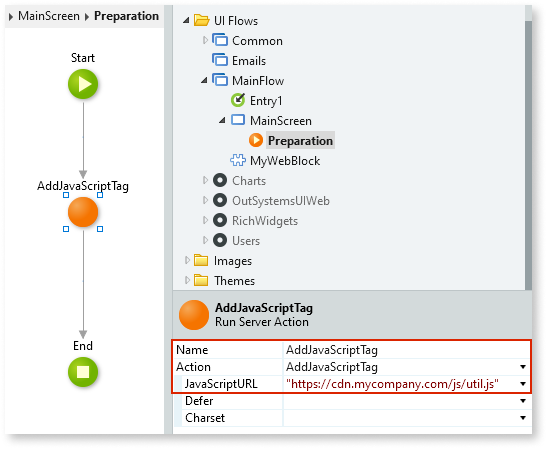 MainScreen Preparation
Start
AddJavaScriptTag
End
UI Flows
Common
Emails
MainFlow
Entry1
MainScreen
Preparation
MyWebBlock
Charts
OutSystemsUIWeb
RichWidgets
Users
Images
Themes
AddJavaScriptTag
Run Server Action
Name AddJavaScriptTag
Action AddJavaScriptTag
JavaScriptURL "https://cdn.mycompany.com/js/util.js"
Defer
Charset